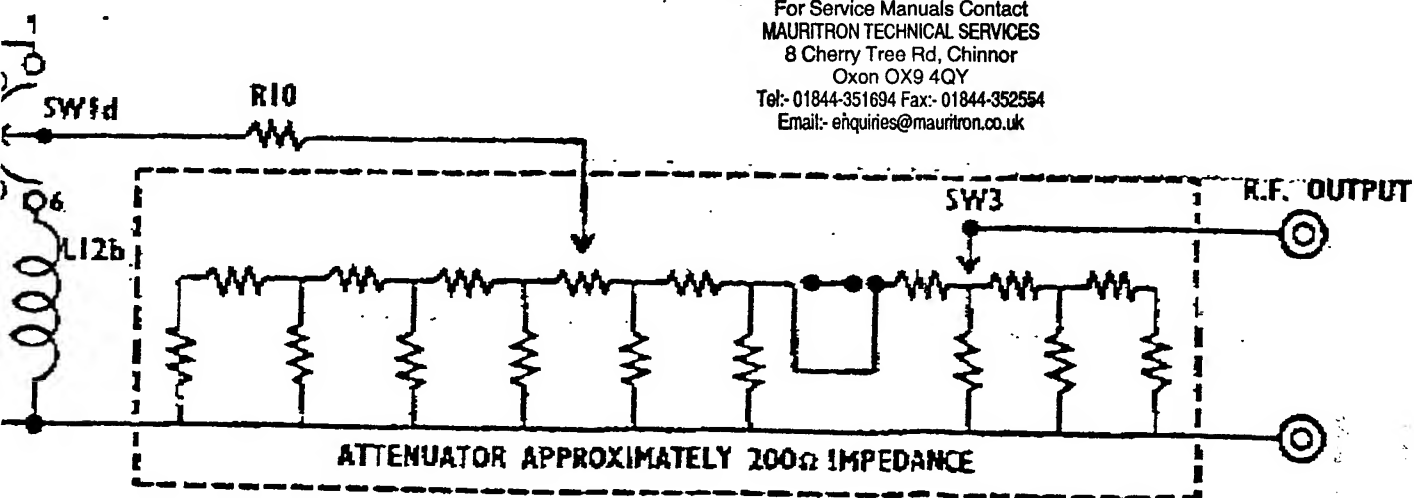 For Service Manuals Contact
MAURITRON TECHNICAL SERVICES
8 Cherry Tree Rd, Chinnor
Oxon OX9 4QY
Tel:- 01844-351694 Fax:- 01844-352554
Email:- enquiries@mauritron.co.uk
SW1d
R10
6
L12b
SW3
R.F. OUTPUT
ATTENUATOR APPROXIMATELY 200Ω IMPEDANCE